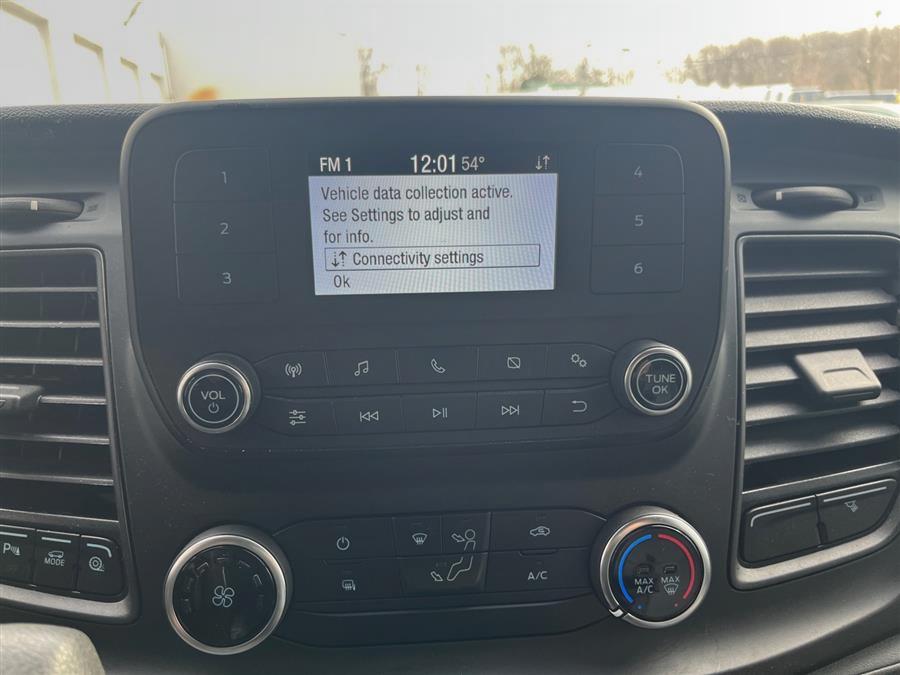 FM 1 12:01 54°
Vehicle data collection active.
See Settings to adjust and
for info.
Connectivity settings
Ok
1
2
3
4
5
6
VOL
TUNE
OK
P
MODE
A/C
MAX
A/C
MAX